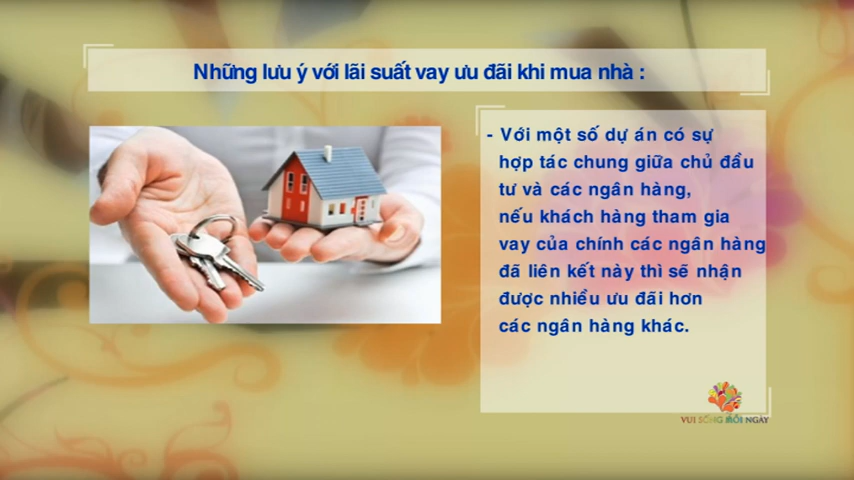 Những lưu ý với lãi suất vay ưu đãi khi mua nhà :
- Với một số dự án có sự
hợp tác chung giữa chủ đầu
tư và các ngân hàng,
nếu khách hàng tham gia
vay của chính các ngân hàng
đã liên kết này thì sẽ nhận
được nhiều ưu đãi hơn
các ngân hàng khác.
VUI SỐNG MỖI NGÀY